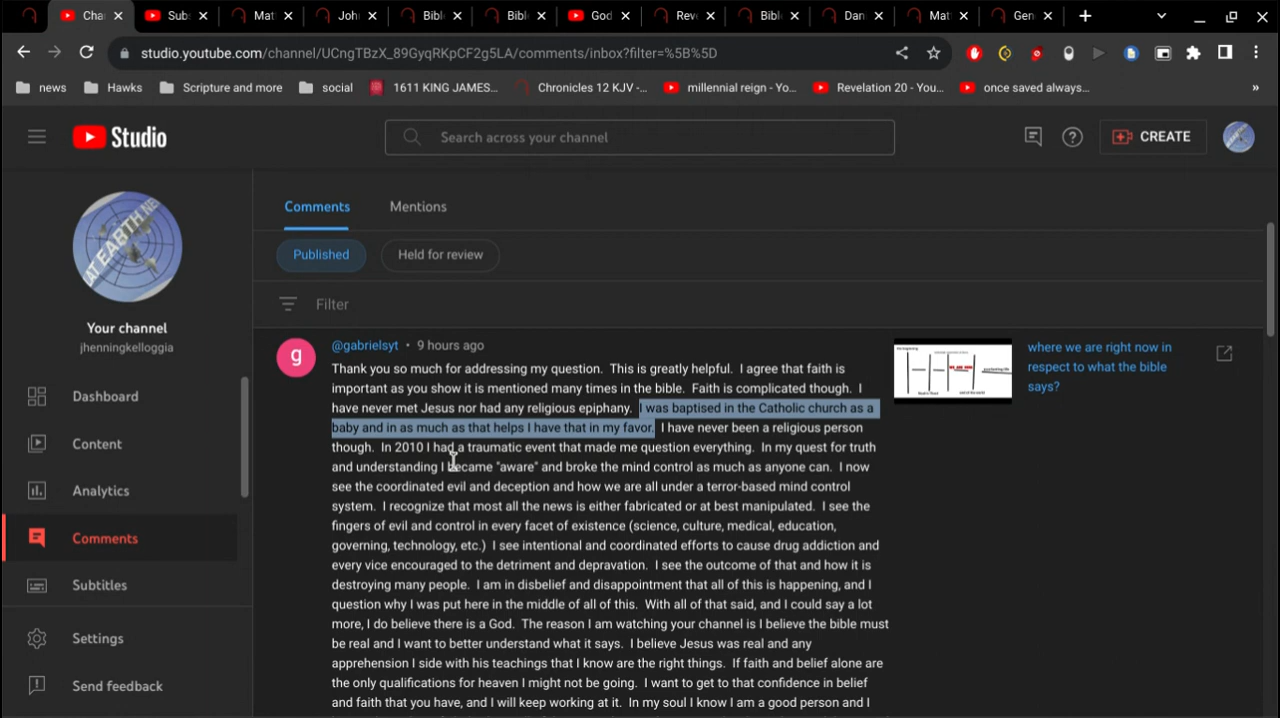 Cha
Sub:
Mat
Joh
Bible
Bible
God
Reve
Bible
Dan
Mat
Gen
studio.youtube.com/channel/UCngTBzX_89GyqRKpCF2g5LA/comments/inbox?filter=%5B%5D
news
Hawks
Scripture and more
social
1611 KING JAMES...
Chronicles 12 KJV -...
millennial reign - Yo...
Revelation 20 - You...
once saved always...
»
Studio
Search across your channel
CREATE
LAT EARTH NE
Your channel
jhenningkelloggia
Dashboard
Content
Analytics
Comments
Subtitles
Settings
Send feedback
Comments
Mentions
Published
Held for review
Filter
g
@gabrielsyt • 9 hours ago
Thank you so much for addressing my question. This is greatly helpful. I agree that faith is
important as you show it is mentioned many times in the bible. Faith is complicated though. I
have never met Jesus nor had any religious epiphany. I was baptised in the Catholic church as a
baby and in as much as that helps I have that in my favor. I have never been a religious person
though. In 2010 I had a traumatic event that made me question everything. In my quest for truth
and understanding I became "aware" and broke the mind control as much as anyone can. I now
see the coordinated evil and deception and how we are all under a terror-based mind control
system. I recognize that most all the news is either fabricated or at best manipulated. I see the
fingers of evil and control in every facet of existence (science, culture, medical, education,
governing, technology, etc.) I see intentional and coordinated efforts to cause drug addiction and
every vice encouraged to the detriment and depravation. I see the outcome of that and how it is
destroying many people. I am in disbelief and disappointment that all of this is happening, and I
question why I was put here in the middle of all of this. With all of that said, and I could say a lot
more, I do believe there is a God. The reason I am watching your channel is I believe the bible must
be real and I want to better understand what it says. I believe Jesus was real and any
apprehension I side with his teachings that I know are the right things. If faith and belief alone are
the only qualifications for heaven I might not be going. I want to get to that confidence in belief
and faith that you have, and I will keep working at it. In my soul I know I am a good person and I
where we are right now in
respect to what the bible
says?